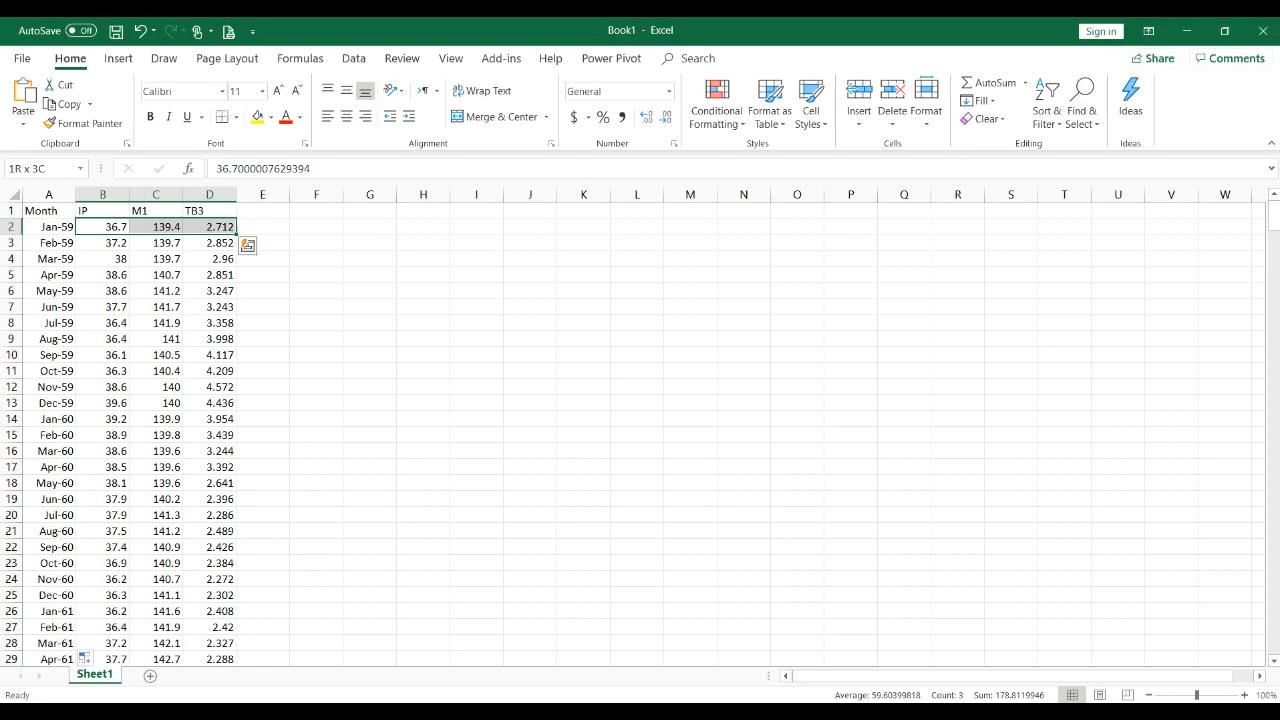 AutoSave Off Book1 - Excel Sign in
File Home Insert Draw Page Layout Formulas Data Review View Add-ins Help Power Pivot Search Share Comments
Paste Cut Copy Format Painter
Calibri 11 B I U A
Wrap Text Merge & Center
General $ % ,
Conditional Formatting Format as Table Cell Styles
Insert Delete Format
AutoSum Fill Clear Sort & Filter Find & Select
Ideas
Clipboard Font Alignment Number Styles Cells Editing Ideas
1R x 3C fx 36.7000007629394
A B C D E F G H I J K L M N O P Q R S T U V W
1 Month IP M1 TB3
2 Jan-59 36.7 139.4 2.712
3 Feb-59 37.2 139.7 2.852
4 Mar-59 38 139.7 2.96
5 Apr-59 38.6 140.7 2.851
6 May-59 38.6 141.2 3.247
7 Jun-59 37.7 141.7 3.243
8 Jul-59 36.4 141.9 3.358
9 Aug-59 36.4 141 3.998
10 Sep-59 36.1 140.5 4.117
11 Oct-59 36.3 140.4 4.209
12 Nov-59 38.6 140 4.572
13 Dec-59 39.6 140 4.436
14 Jan-60 39.2 139.9 3.954
15 Feb-60 38.9 139.8 3.439
16 Mar-60 38.6 139.6 3.244
17 Apr-60 38.5 139.6 3.392
18 May-60 38.1 139.6 2.641
19 Jun-60 37.9 140.2 2.396
20 Jul-60 37.9 141.3 2.286
21 Aug-60 37.5 141.2 2.489
22 Sep-60 37.4 140.9 2.426
23 Oct-60 36.9 140.9 2.384
24 Nov-60 36.2 140.7 2.272
25 Dec-60 36.3 141.1 2.302
26 Jan-61 36.2 141.6 2.408
27 Feb-61 36.4 141.9 2.42
28 Mar-61 37.2 142.1 2.327
29 Apr-61 37.7 142.7 2.288
Sheet1
Ready Average: 59.60399818 Count: 3 Sum: 178.8119946 100%